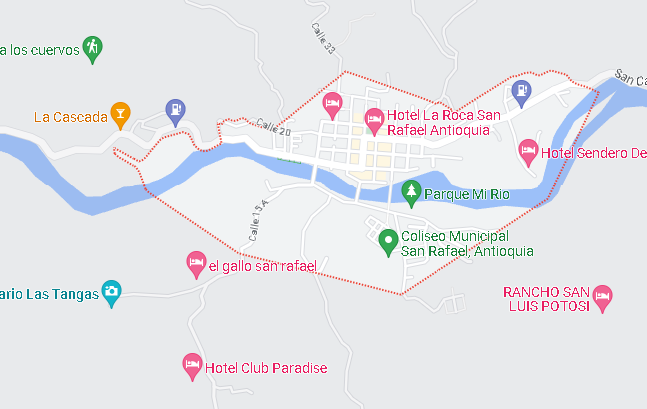 Calle 33
a los cuervos
San Ca
La Cascada
Hotel La Roca San
Rafael Antioquia
Calle 20
Hotel Sendero De
Parque Mi Rio
Calle 15A
Coliseo Municipal
San Rafael, Antioquia
el gallo san rafael
ario Las Tangas
RANCHO SAN
LUIS POTOSI
Hotel Club Paradise